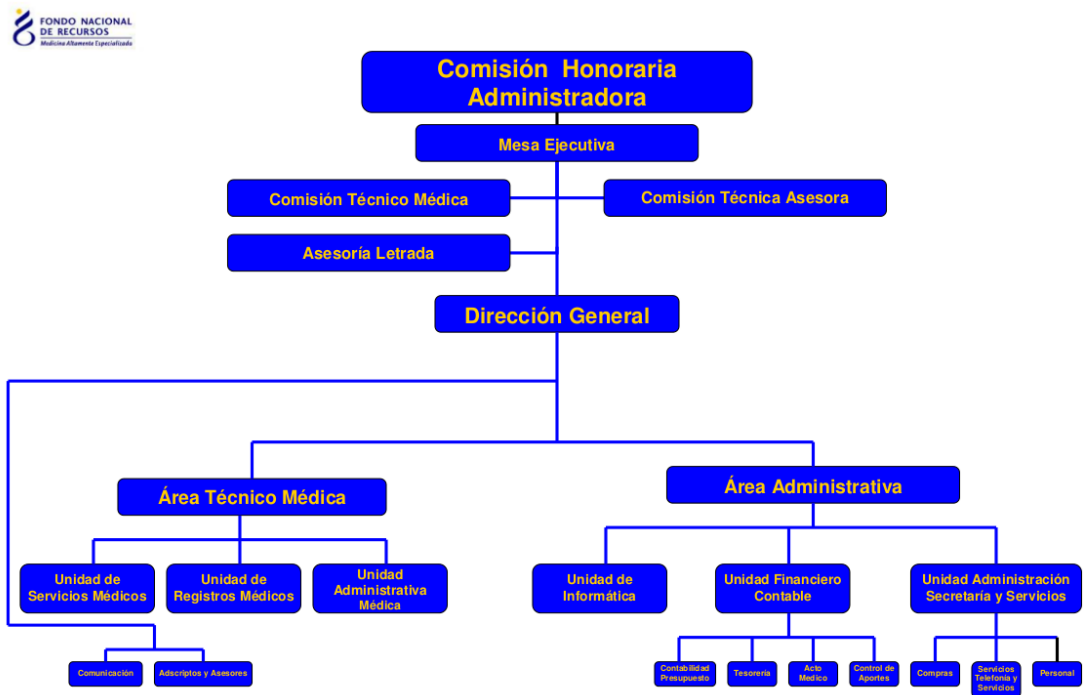 FONDO NACIONAL
DE RECURSOS
Medicina Altamente Especializada
Comisión Honoraria
Administradora
Mesa Ejecutiva
Comisión Técnico Médica
Comisión Técnica Asesora
Asesoría Letrada
Dirección General
Área Técnico Médica
Área Administrativa
Unidad de
Servicios Médicos
Unidad de
Registros Médicos
Unidad
Administrativa
Médica
Unidad de
Informática
Unidad Financiero
Contable
Unidad Administración
Secretaría y Servicios
Comunicación
Adscriptos y Asesores
Contabilidad
Presupuesto
Tesorería
Acto
Medico
Control de
Aportes
Compras
Servicios
Telefonía y
Servicios
Personal